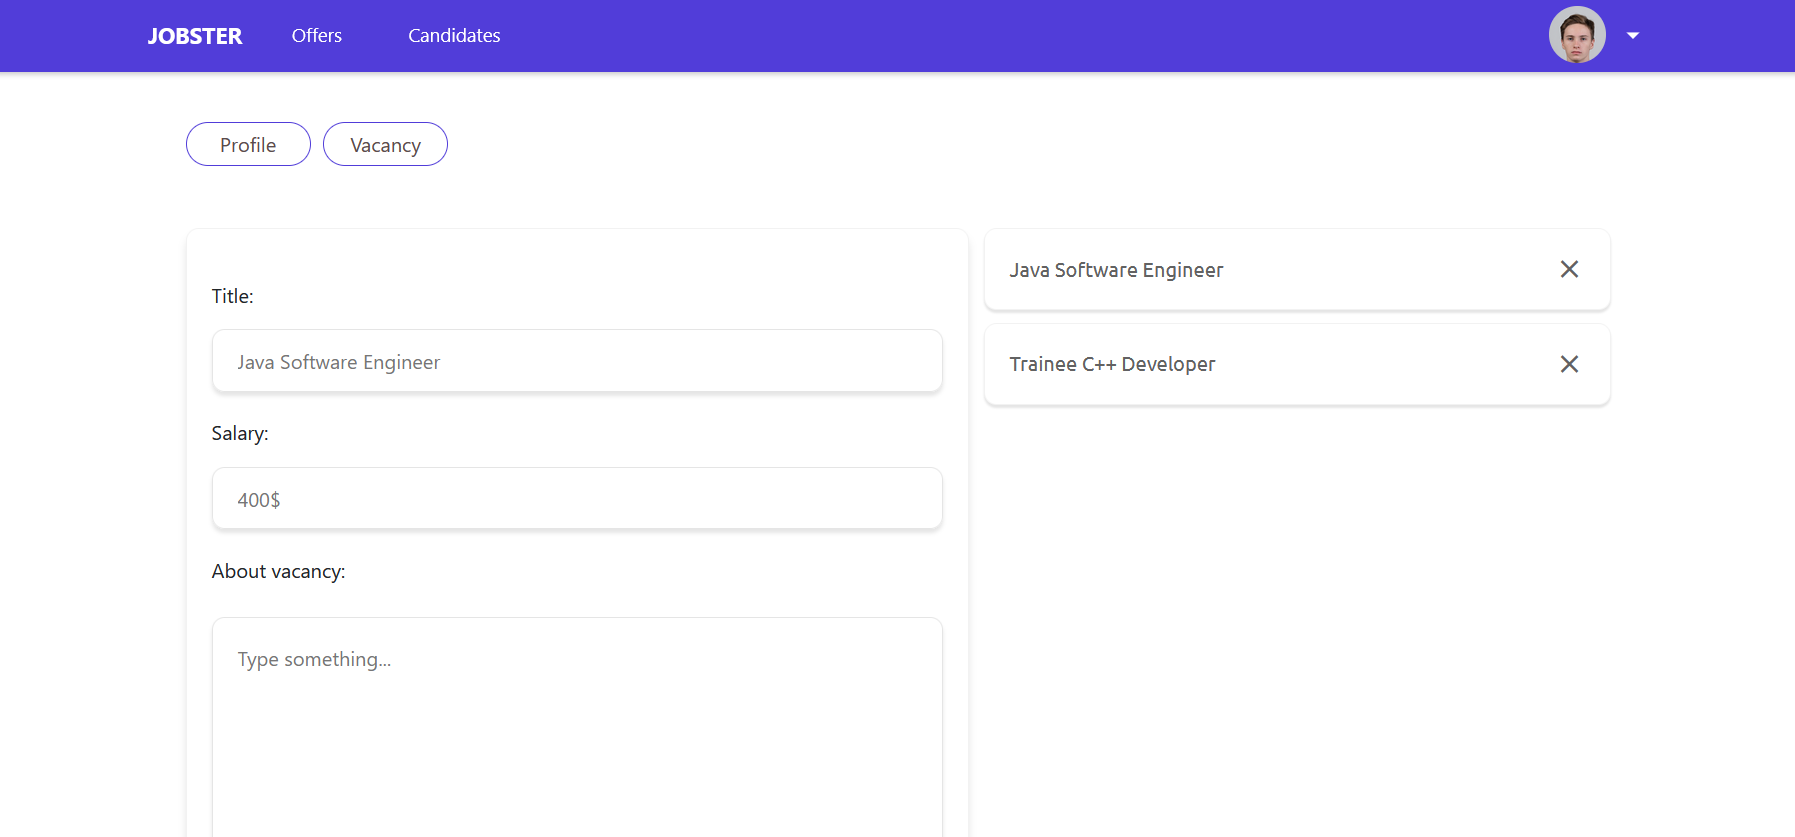 JOBSTER Offers Candidates
Profile Vacancy
Title:
Java Software Engineer
Salary:
400$
About vacancy:
Type something...
Java Software Engineer
Trainee C++ Developer